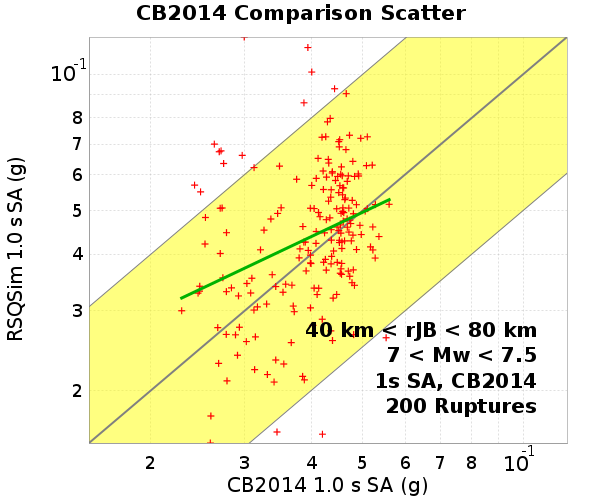 CB2014 Comparison Scatter
RSQSim 1.0 s SA (g)
10⁻¹
8
7
6
5
4
3
2
40 km < rJB < 80 km
7 < Mw < 7.5
1s SA, CB2014
200 Ruptures
2 3 4 5 6 7 8 10⁻¹
CB2014 1.0 s SA (g)